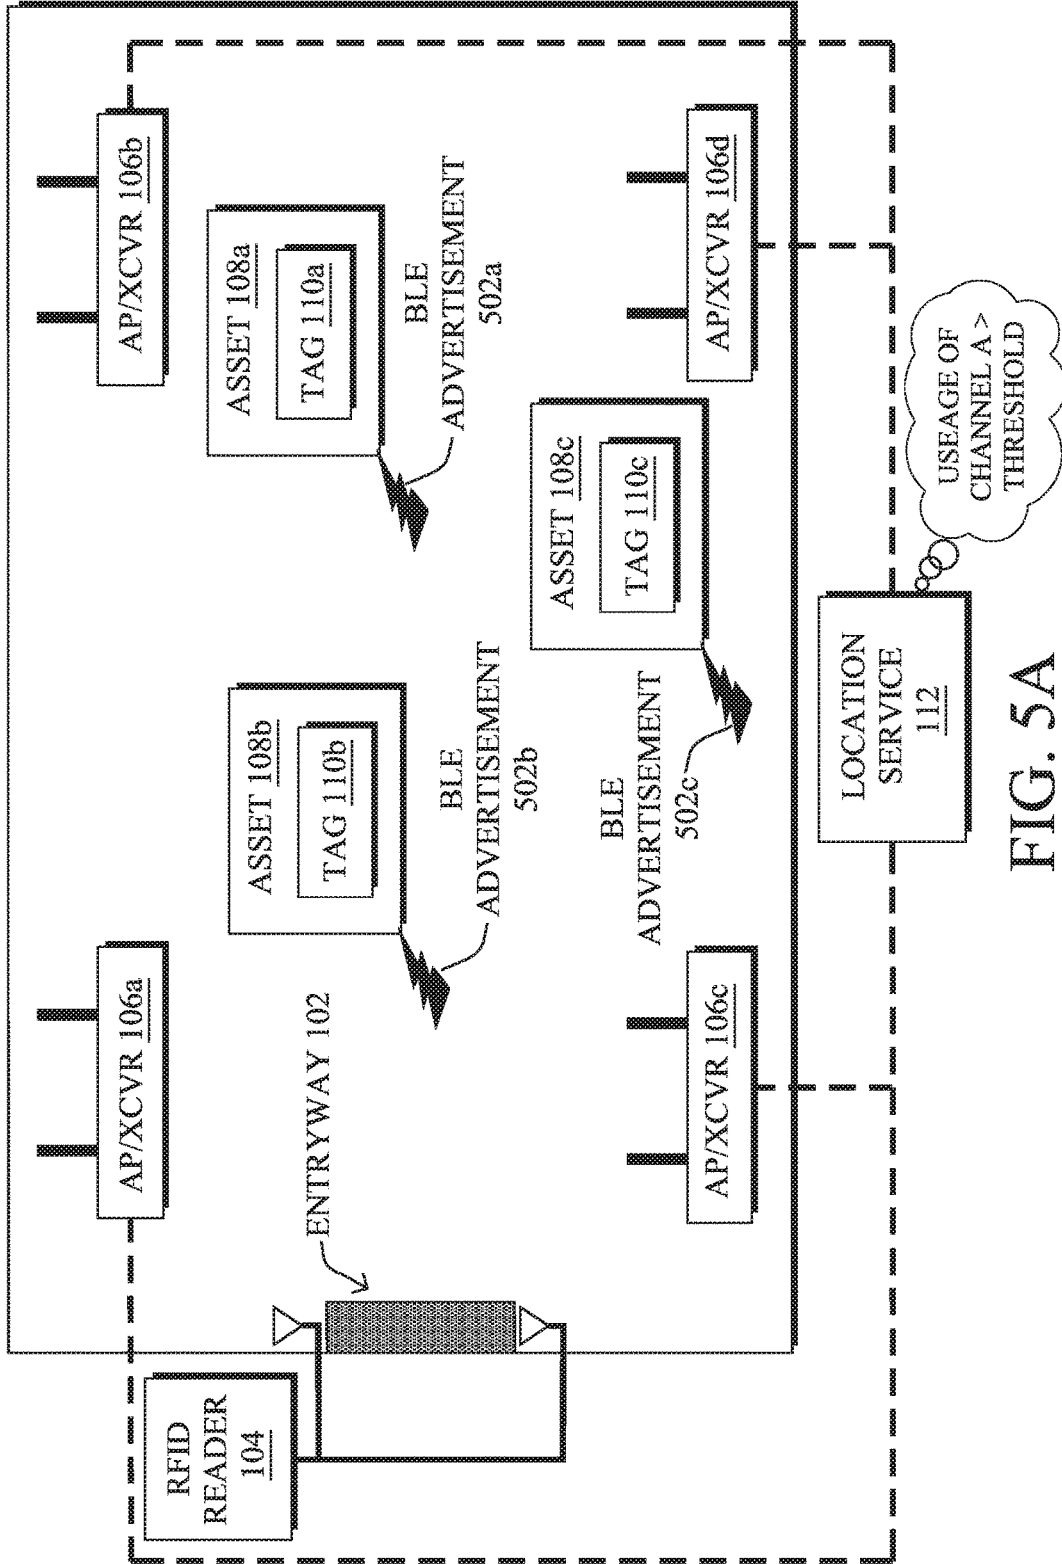 RFID
READER
104
ENTRYWAY 102
AP/XCVR 106a
AP/XCVR 106b
ASSET 108b
TAG 110b
BLE
ADVERTISEMENT
502b
ASSET 108a
TAG 110a
BLE
ADVERTISEMENT
502a
BLE
ADVERTISEMENT
502c
ASSET 108c
TAG 110c
AP/XCVR 106c
AP/XCVR 106d
LOCATION
SERVICE
112
USEAGE OF
CHANNEL A >
THRESHOLD
FIG. 5A